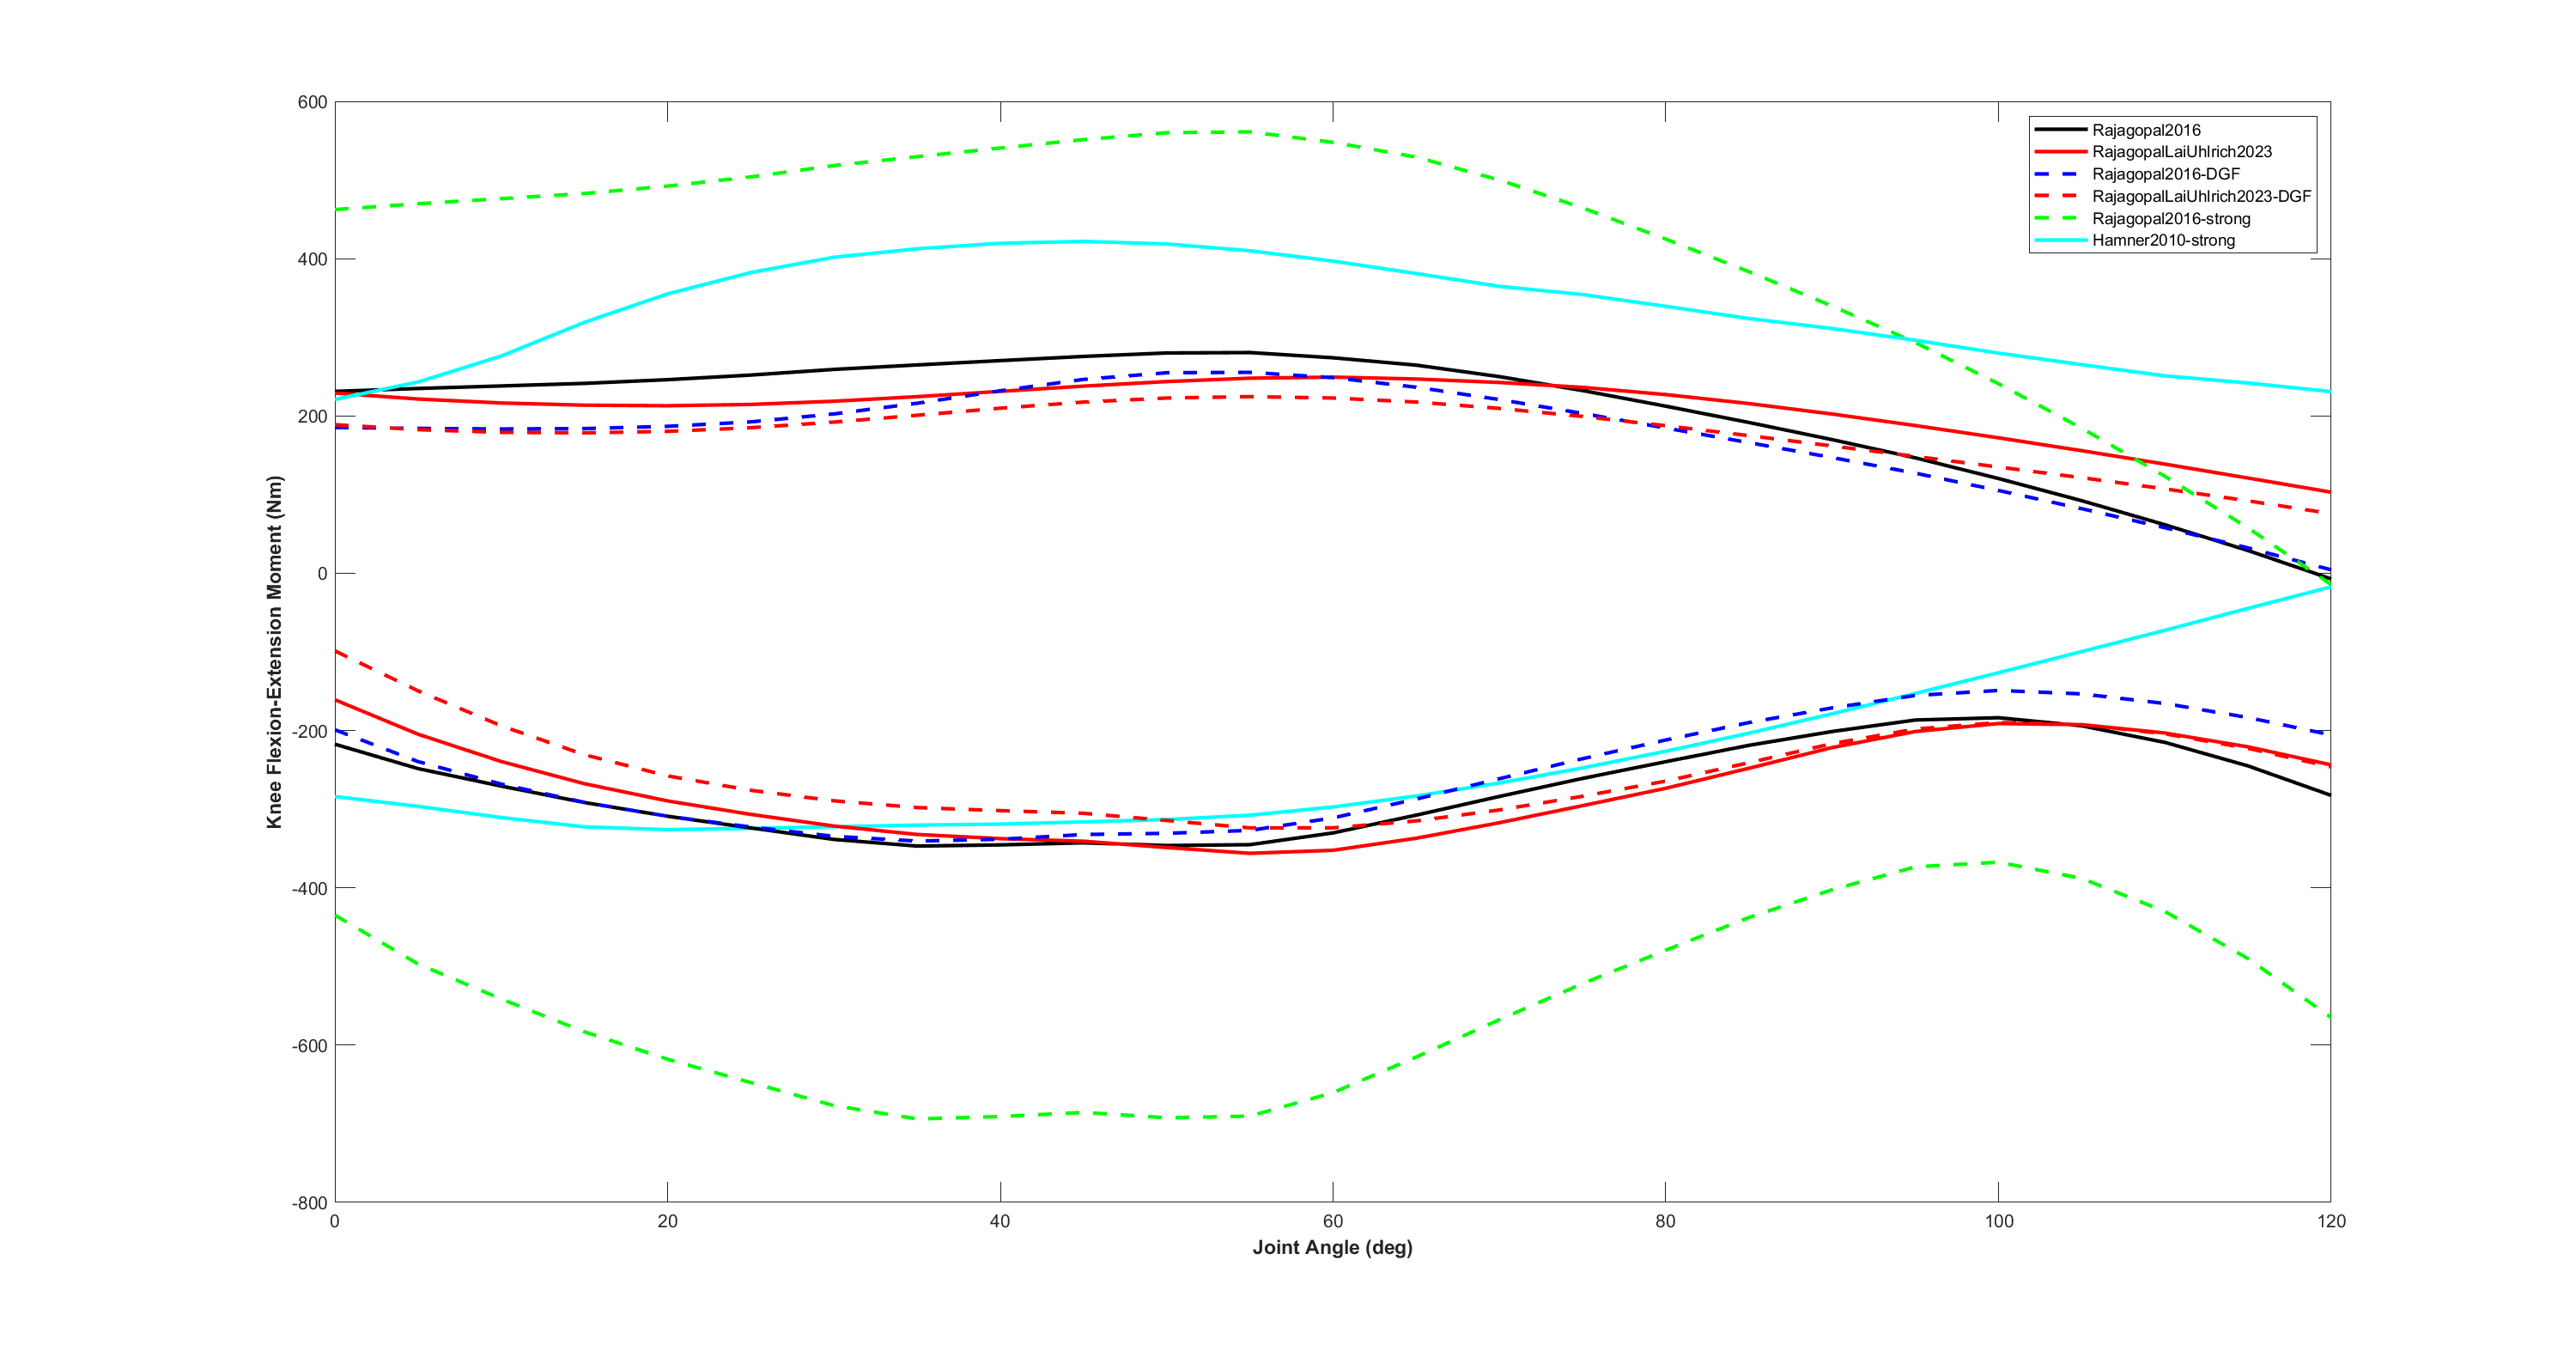 600
400
200
0
-200
-400
-600
-800
0
20
40
60
80
100
120
Knee Flexion-Extension Moment (Nm)
Joint Angle (deg)
Rajagopal2016
RajagopalLaiUhlrich2023
Rajagopal2016-DGF
RajagopalLaiUhlrich2023-DGF
Rajagopal2016-strong
Hamner2010-strong